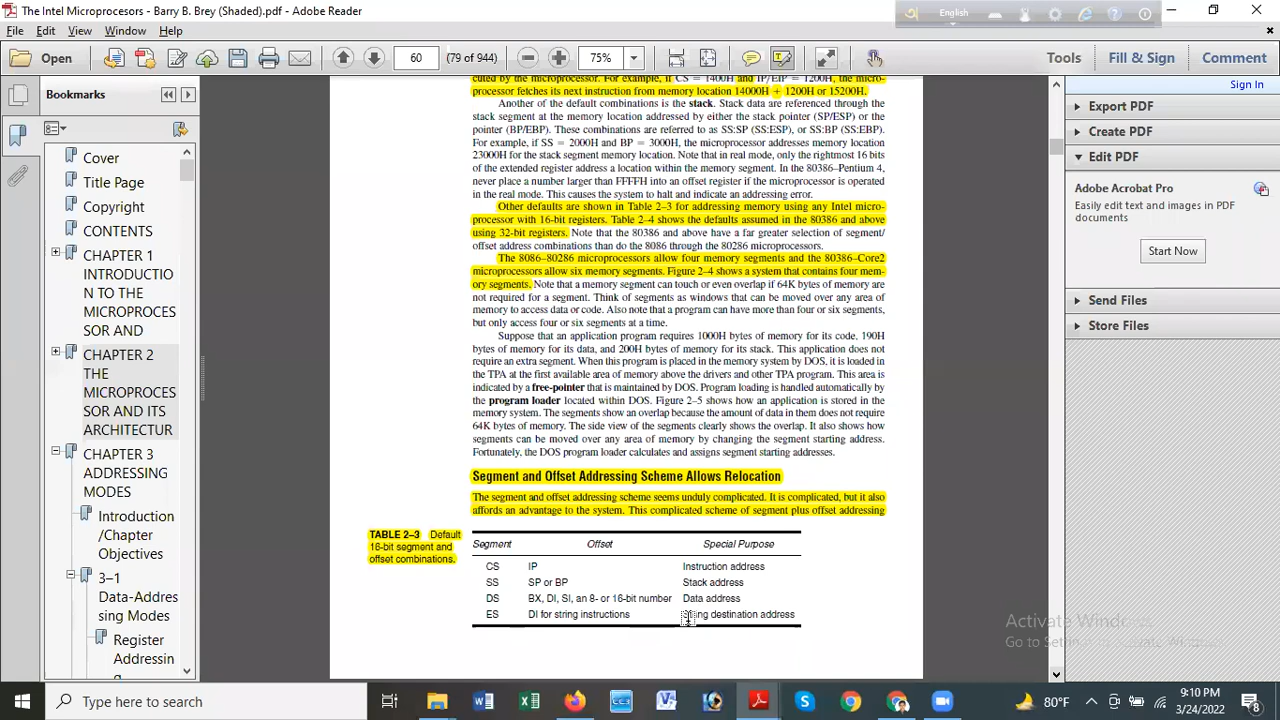 The Intel Microprocesors - Barry B. Brey (Shaded).pdf - Adobe Reader
English
File Edit View Window Help
Open
60
(79 of 944)
75%
Tools
Fill & Sign
Comment
Sign In
Bookmarks
Cover
Title Page
Copyright
CONTENTS
CHAPTER 1
INTRODUCTIO
N TO THE
MICROPROCES
SOR AND
CHAPTER 2
THE
MICROPROCES
SOR AND ITS
ARCHITECTUR
CHAPTER 3
ADDRESSING
MODES
Introduction
/Chapter
Objectives
3–1
Data-Addres
sing Modes
Register
Addressin
g
cuted by the microprocessor. For example, if CS = 1400H and IP/EIP = 1200H, the micro-
processor fetches its next instruction from memory location 14000H + 1200H or 15200H.
Another of the default combinations is the stack. Stack data are referenced through the
stack segment at the memory location addressed by either the stack pointer (SP/ESP) or the
pointer (BP/EBP). These combinations are referred to as SS:SP (SS:ESP), or SS:BP (SS:EBP).
For example, if SS = 2000H and BP = 3000H, the microprocessor addresses memory location
23000H for the stack segment memory location. Note that in real mode, only the rightmost 16 bits
of the extended register address a location within the memory segment. In the 80386–Pentium 4,
never place a number larger than FFFFH into an offset register if the microprocessor is operated
in the real mode. This causes the system to halt and indicate an addressing error.
Other defaults are shown in Table 2–3 for addressing memory using any Intel micro-
processor with 16-bit registers. Table 2–4 shows the defaults assumed in the 80386 and above
using 32-bit registers. Note that the 80386 and above have a far greater selection of segment/
offset address combinations than do the 8086 through the 80286 microprocessors.
The 8086–80286 microprocessors allow four memory segments and the 80386–Core2
microprocessors allow six memory segments. Figure 2–4 shows a system that contains four mem-
ory segments. Note that a memory segment can touch or even overlap if 64K bytes of memory are
not required for a segment. Think of segments as windows that can be moved over any area of
memory to access data or code. Also note that a program can have more than four or six segments,
but only access four or six segments at a time.
Suppose that an application program requires 1000H bytes of memory for its code, 190H
bytes of memory for its data, and 200H bytes of memory for its stack. This application does not
require an extra segment. When this program is placed in the memory system by DOS, it is loaded in
the TPA at the first available area of memory above the drivers and other TPA program. This area is
indicated by a free-pointer that is maintained by DOS. Program loading is handled automatically by
the program loader located within DOS. Figure 2–5 shows how an application is stored in the
memory system. The segments show an overlap because the amount of data in them does not require
64K bytes of memory. The side view of the segments clearly shows the overlap. It also shows how
segments can be moved over any area of memory by changing the segment starting address.
Fortunately, the DOS program loader calculates and assigns segment starting addresses.
Segment and Offset Addressing Scheme Allows Relocation
The segment and offset addressing scheme seems unduly complicated. It is complicated, but it also
affords an advantage to the system. This complicated scheme of segment plus offset addressing
TABLE 2–3 Default
16-bit segment and
offset combinations.
Segment Offset Special Purpose
CS IP Instruction address
SS SP or BP Stack address
DS BX, DI, SI, an 8- or 16-bit number Data address
ES DI for string instructions destination address
Export PDF
Create PDF
Edit PDF
Adobe Acrobat Pro
Easily edit text and images in PDF
documents
Start Now
Send Files
Store Files
Activate Windows
Go to Settings to activate Windows.
Type here to search
80°F
9:10 PM
3/24/2022